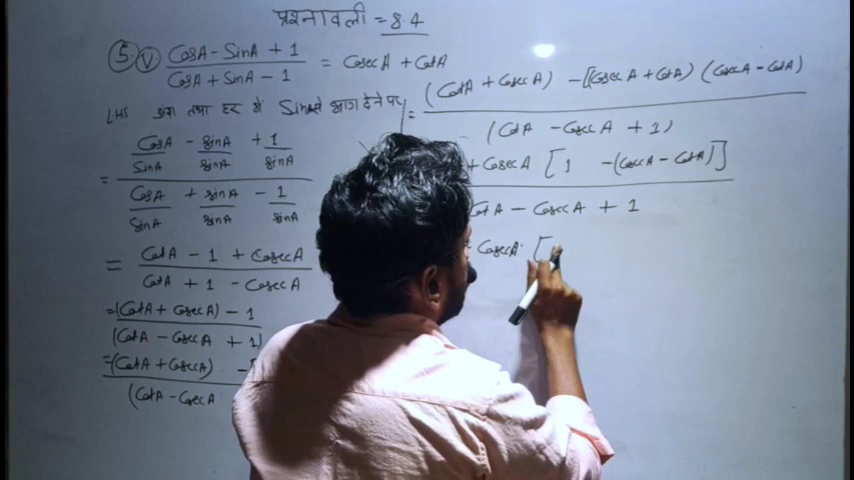 प्रश्नावली = 8.4
5. V CosA - SinA + 1 / CosA + SinA - 1 = CosecA + CotA
LHS अंश तथा हर में SinA से भाग देने पर
= CosA/SinA - SinA/SinA + 1/SinA
CosA/SinA + SinA/SinA - 1/SinA
= CotA - 1 + CosecA
CotA + 1 - CosecA
= (CotA + CosecA) - 1
(CotA - CosecA + 1)
= (CotA + CosecA) -
(CotA - CosecA
= (CotA + CosecA) - [(CosecA + CotA) (CosecA - CotA)
(CotA - CosecA + 1)
+ CosecA [1 - (CosecA - CotA)]
CotA - CosecA + 1
CosecA [